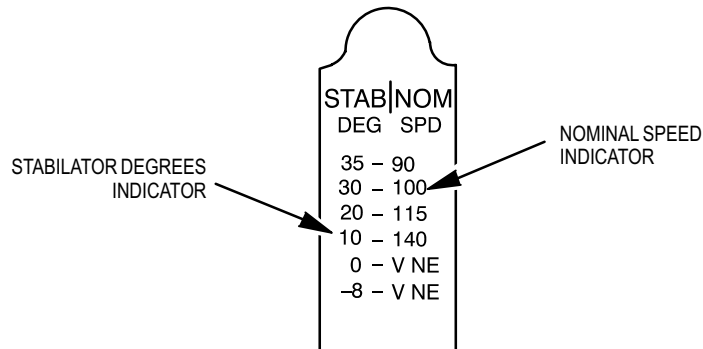 STAB|NOM
DEG SPD
35 – 90
30 – 100
20 – 115
10 – 140
0 – V NE
–8 – V NE
STABILATOR DEGREES
INDICATOR
NOMINAL SPEED
INDICATOR